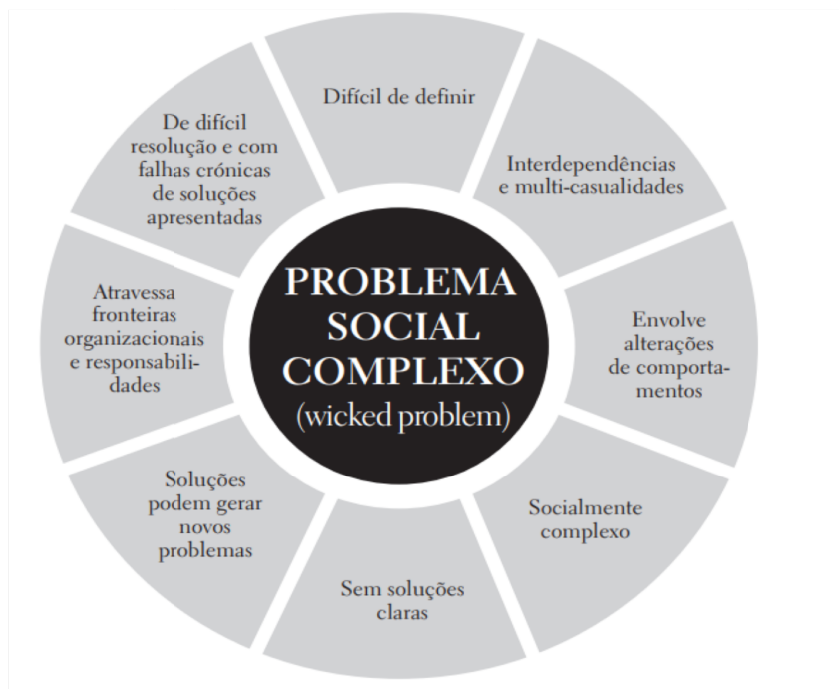 Difícil de definir
Interdependências
e multi-casualidades
Envolve
alterações
de comporta-
mentos
Socialmente
complexo
Sem soluções
claras
Soluções
podem gerar
novos
problemas
Atravessa
fronteiras
organizacionais
e responsabili-
dades
De difícil
resolução e com
falhas crónicas
de soluções
apresentadas
PROBLEMA
SOCIAL
COMPLEXO
(wicked problem)